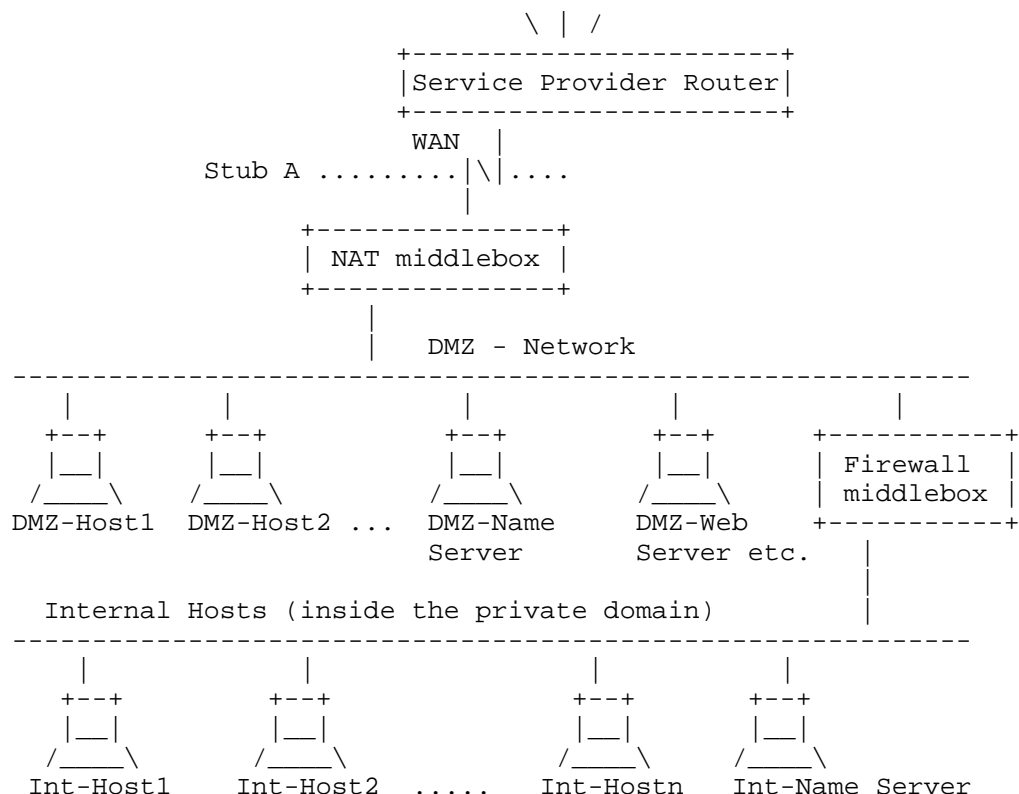 Service Provider Router
WAN
Stub A ......... ....
NAT middlebox
DMZ - Network
Firewall
middlebox
DMZ-Host1 DMZ-Host2 ... DMZ-Name DMZ-Web
Server Server etc.
Internal Hosts (inside the private domain)
Int-Host1 Int-Host2 ..... Int-Hostn Int-Name Server